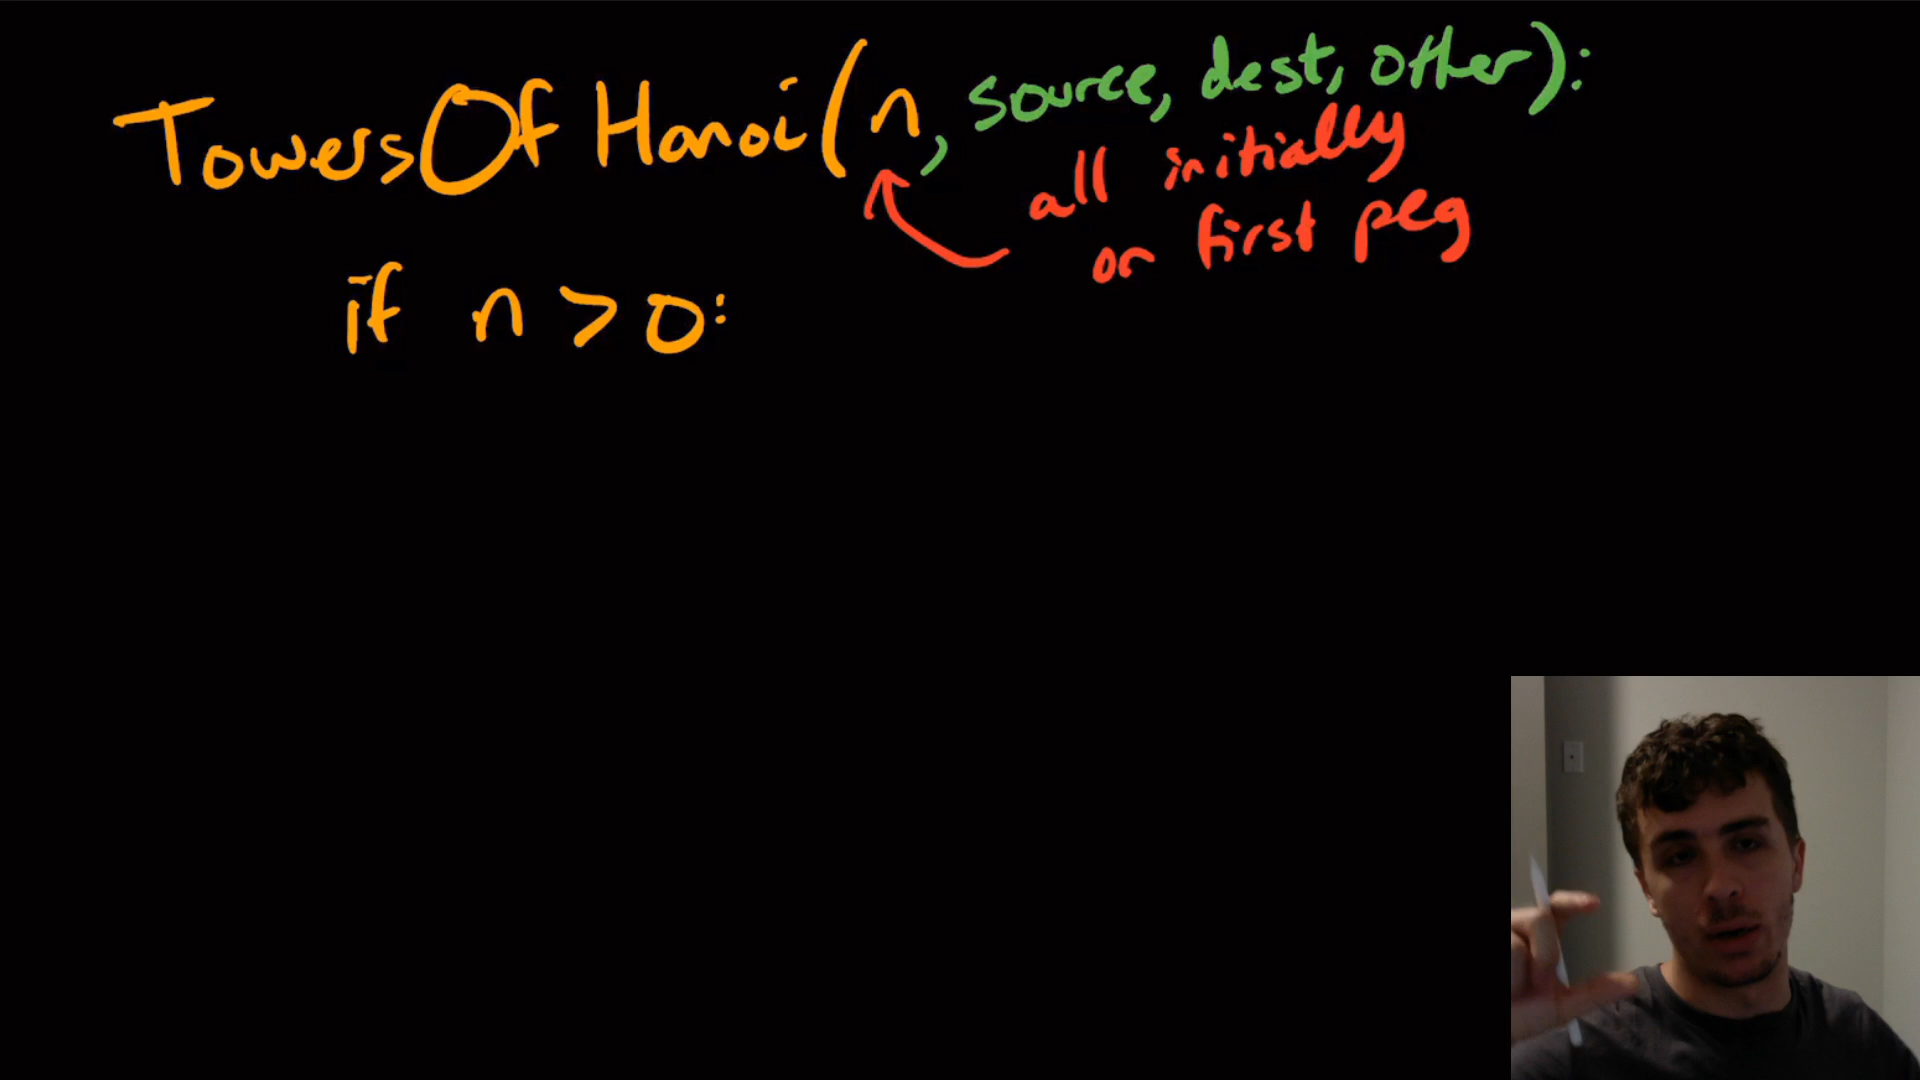 TowersOfHanoi(n, source, dest, other):
all initially
on first peg
if n > 0: